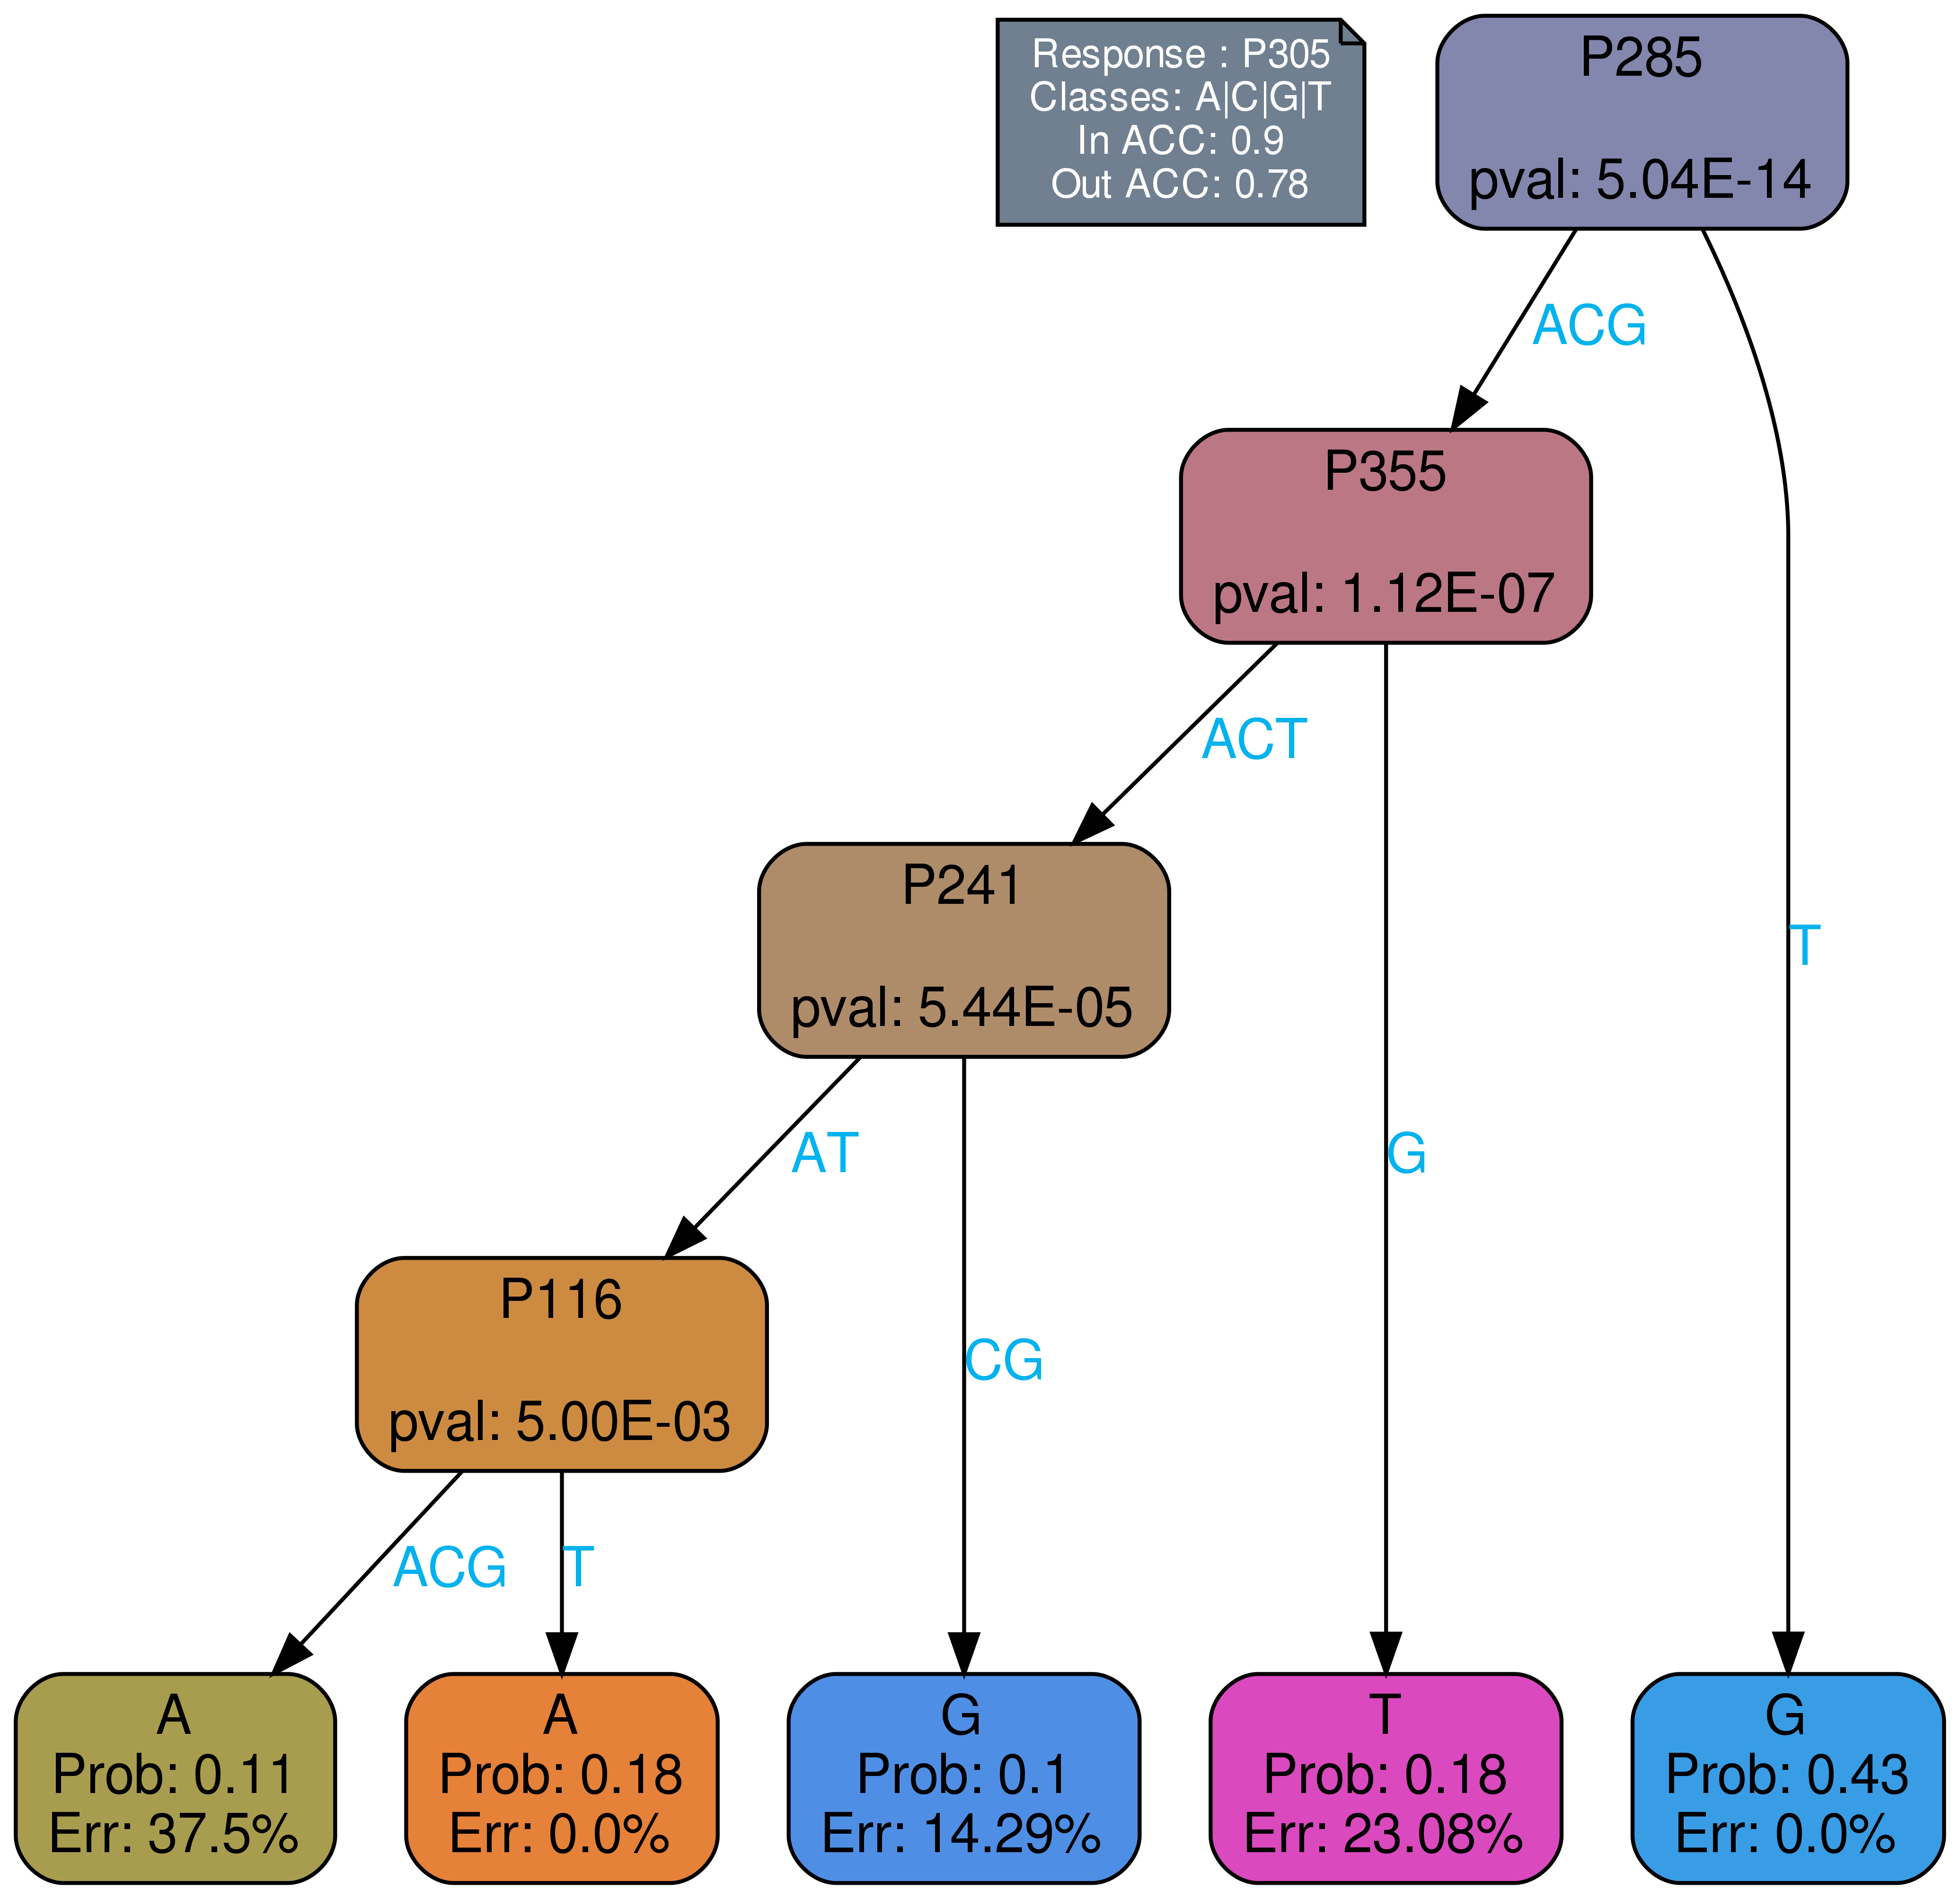 Response : P305
Classes: A|C|G|T
In ACC: 0.9
Out ACC: 0.78
P285
pval: 5.04E-14
ACG
P355
pval: 1.12E-07
ACT
P241
pval: 5.44E-05
T
AT
G
P116
pval: 5.00E-03
CG
ACG
T
A
Prob: 0.11
Err: 37.5%
A
Prob: 0.18
Err: 0.0%
G
Prob: 0.1
Err: 14.29%
T
Prob: 0.18
Err: 23.08%
G
Prob: 0.43
Err: 0.0%